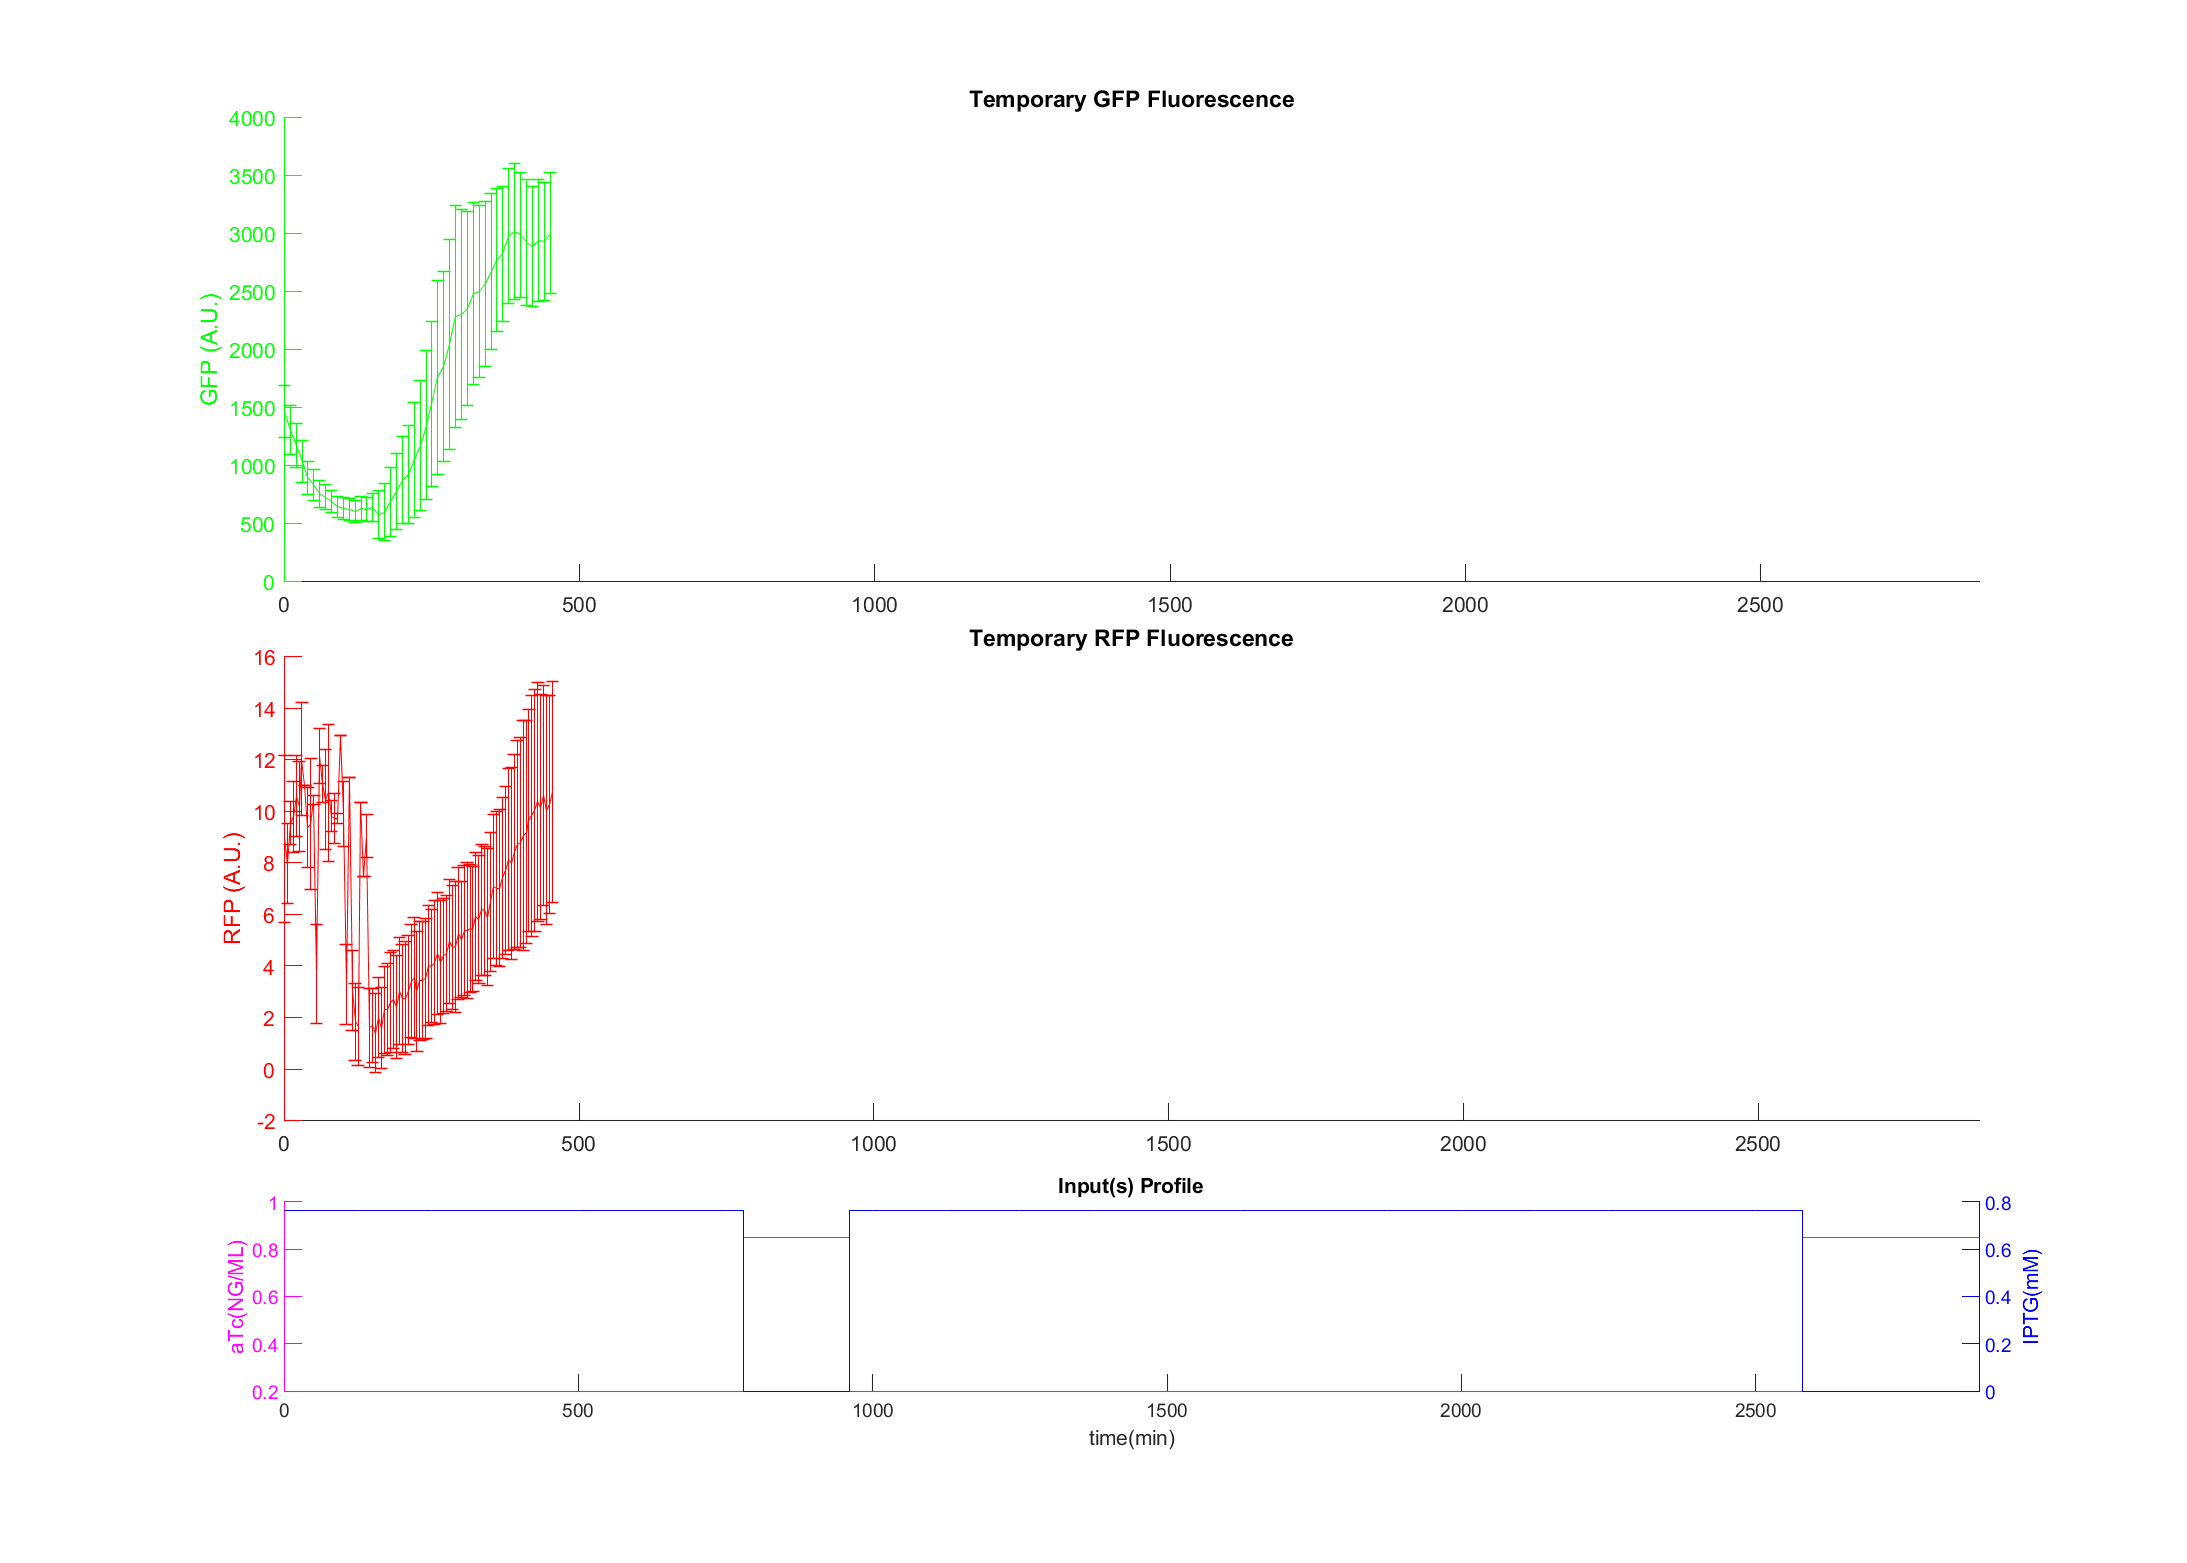 Temporary GFP Fluorescence
4000
3500
3000
2500
2000
1500
1000
500
0
GFP (A.U.)
0 500 1000 1500 2000 2500
Temporary RFP Fluorescence
16
14
12
10
8
6
4
2
0
-2
RFP (A.U.)
0 500 1000 1500 2000 2500
Input(s) Profile
1
0.8
0.6
0.4
0.2
aTc(NG/ML)
0.8
0.6
0.4
0.2
0
IPTG(mM)
0 500 1000 1500 2000 2500
time(min)